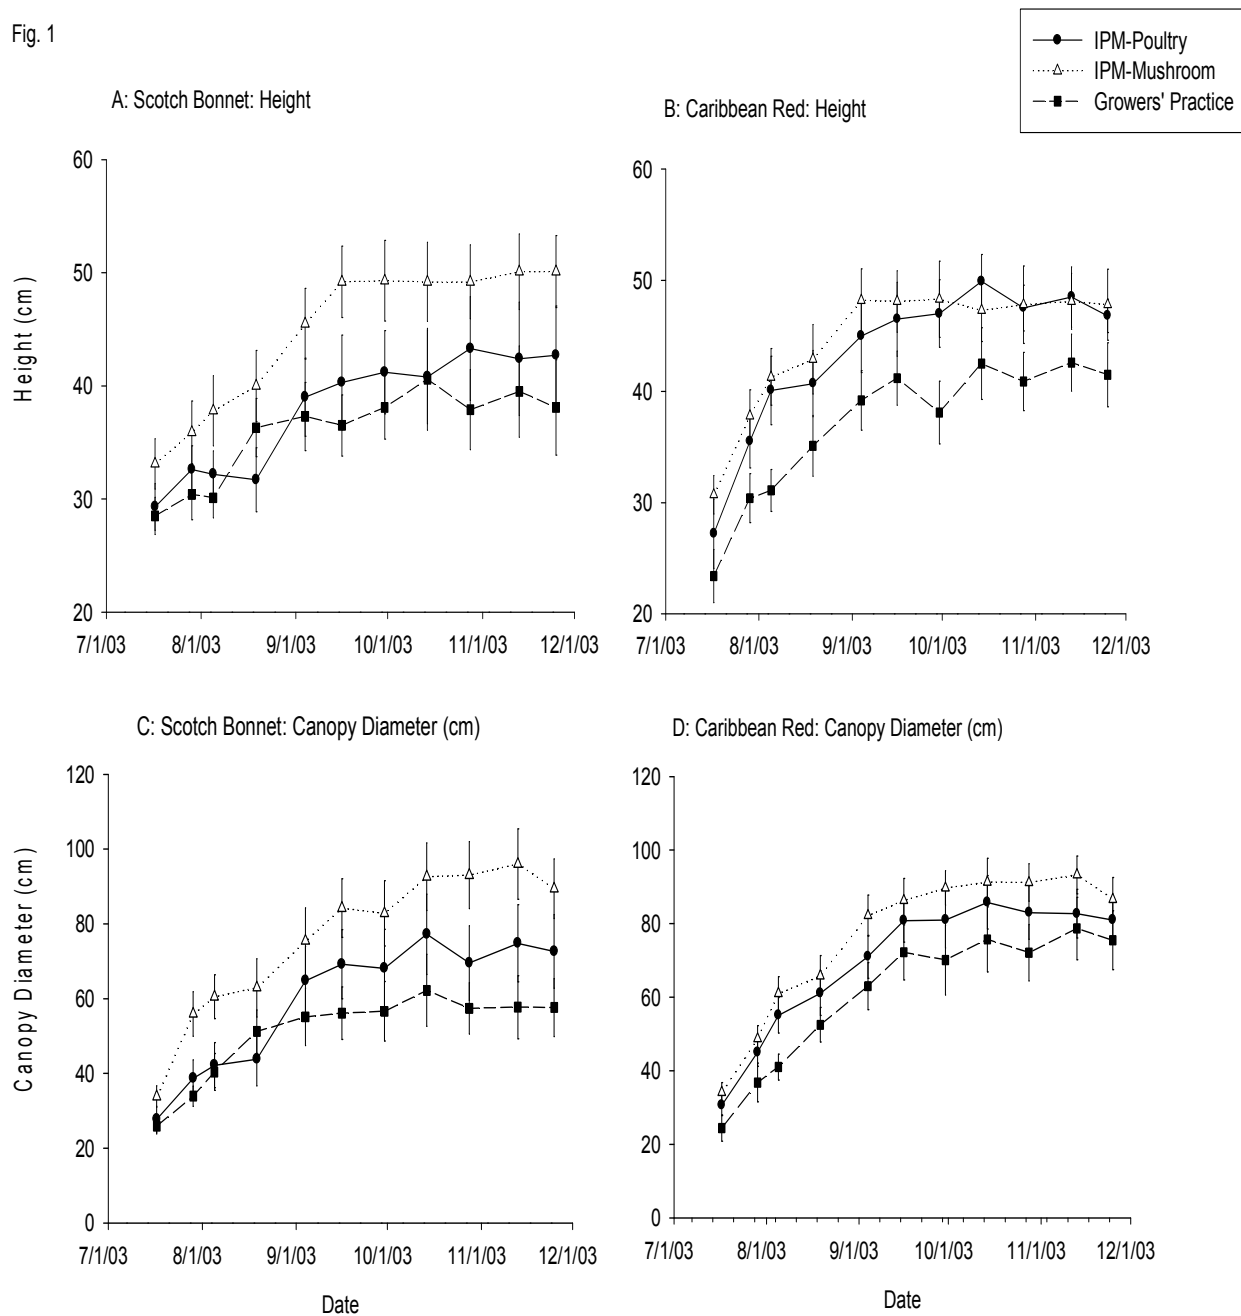 Fig. 1
IPM-Poultry
IPM-Mushroom
Growers' Practice
A: Scotch Bonnet: Height
B: Caribbean Red: Height
Height (cm)
60
50
40
30
20
7/1/03 8/1/03 9/1/03 10/1/03 11/1/03 12/1/03
60
50
40
30
20
7/1/03 8/1/03 9/1/03 10/1/03 11/1/03 12/1/03
C: Scotch Bonnet: Canopy Diameter (cm)
D: Caribbean Red: Canopy Diameter (cm)
Canopy Diameter (cm)
120
100
80
60
40
20
0
7/1/03 8/1/03 9/1/03 10/1/03 11/1/03 12/1/03
Date
120
100
80
60
40
20
0
7/1/03 8/1/03 9/1/03 10/1/03 11/1/03 12/1/03
Date